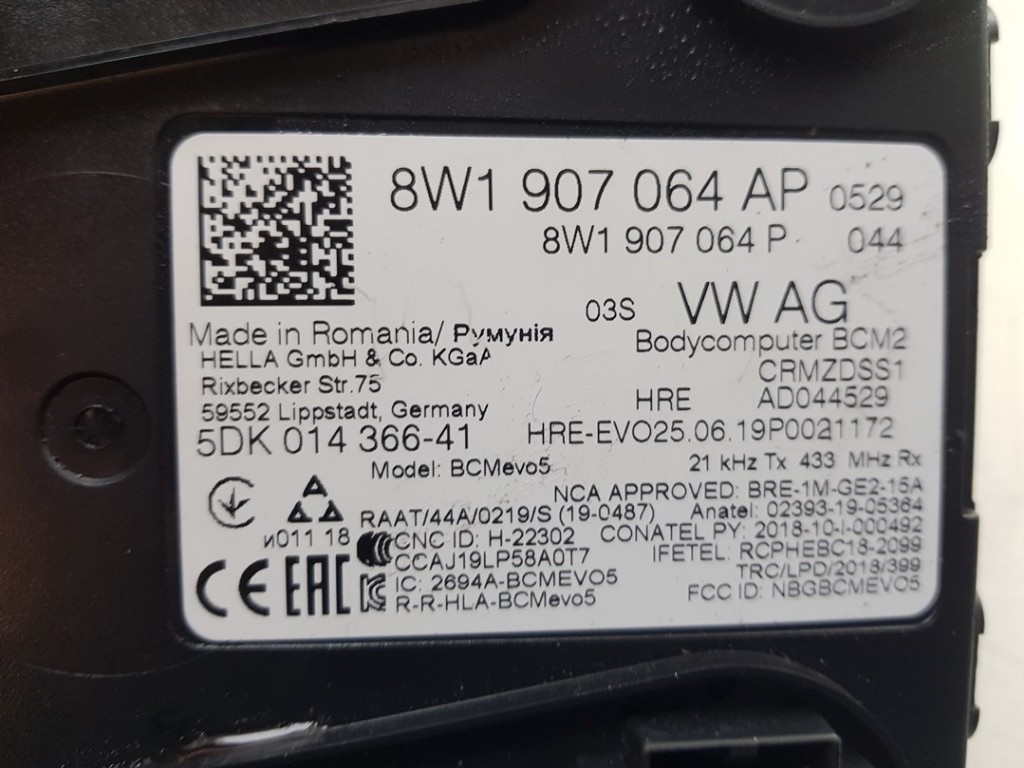 8W1 907 064 AP 0529
8W1 907 064 P 044
03S VW AG
Made in Romania/ Румунія
Bodycomputer BCM2
HELLA GmbH & Co. KGaA
CRMZDSS1
Rixbecker Str.75
HRE AD044529
59552 Lippstadt, Germany
5DK 014 366-41
HRE-EVO25.06.19P0021172
Model: BCMevo5
21 kHz Tx 433 MHz Rx
NCA APPROVED: BRE-1M-GE2-15A
RAAT/44A/0219/S (19-0487)
Anatel: 02393-19-05364
и011 18
CNC ID: H-22302
CONATEL PY: 2018-10-I-000492
CCAJ19LP58A0T7
IFETEL: RCPHEBC18-2099
CE EAC
IC: 2694A-BCMEVO5
TRC/LPD/2018/399
R-R-HLA-BCMevo5
FCC ID: NBGBCMEVO5